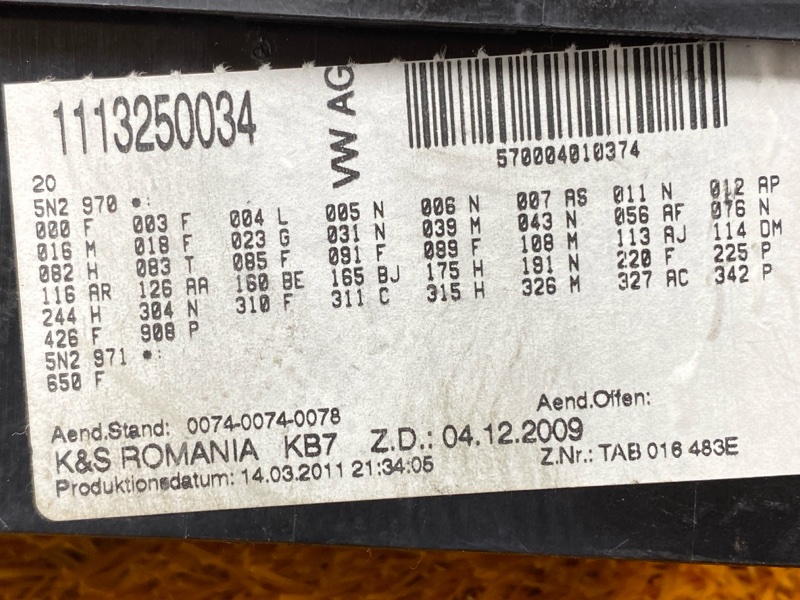 1113250034
VW AG
570004010374
20
5N2 970 *:
000 F 003 F 004 L 005 N 006 N 007 AS 011 N 012 AP
016 M 018 F 023 G 031 N 039 M 043 N 056 AF 076 N
082 H 083 T 085 F 091 F 089 F 108 M 113 AJ 114 DM
116 AR 126 AA 160 BE 165 BJ 175 H 191 N 220 F 225 P
244 H 304 N 310 F 311 C 315 H 326 M 327 AC 342 P
426 F 908 P
5N2 971 *:
650 F
Aend.Stand: 0074-0074-0078 Aend.Offen:
K&S ROMANIA KB7 Z.D.: 04.12.2009
Produktionsdatum: 14.03.2011 21:34:05 Z.Nr.: TAB 016 483E